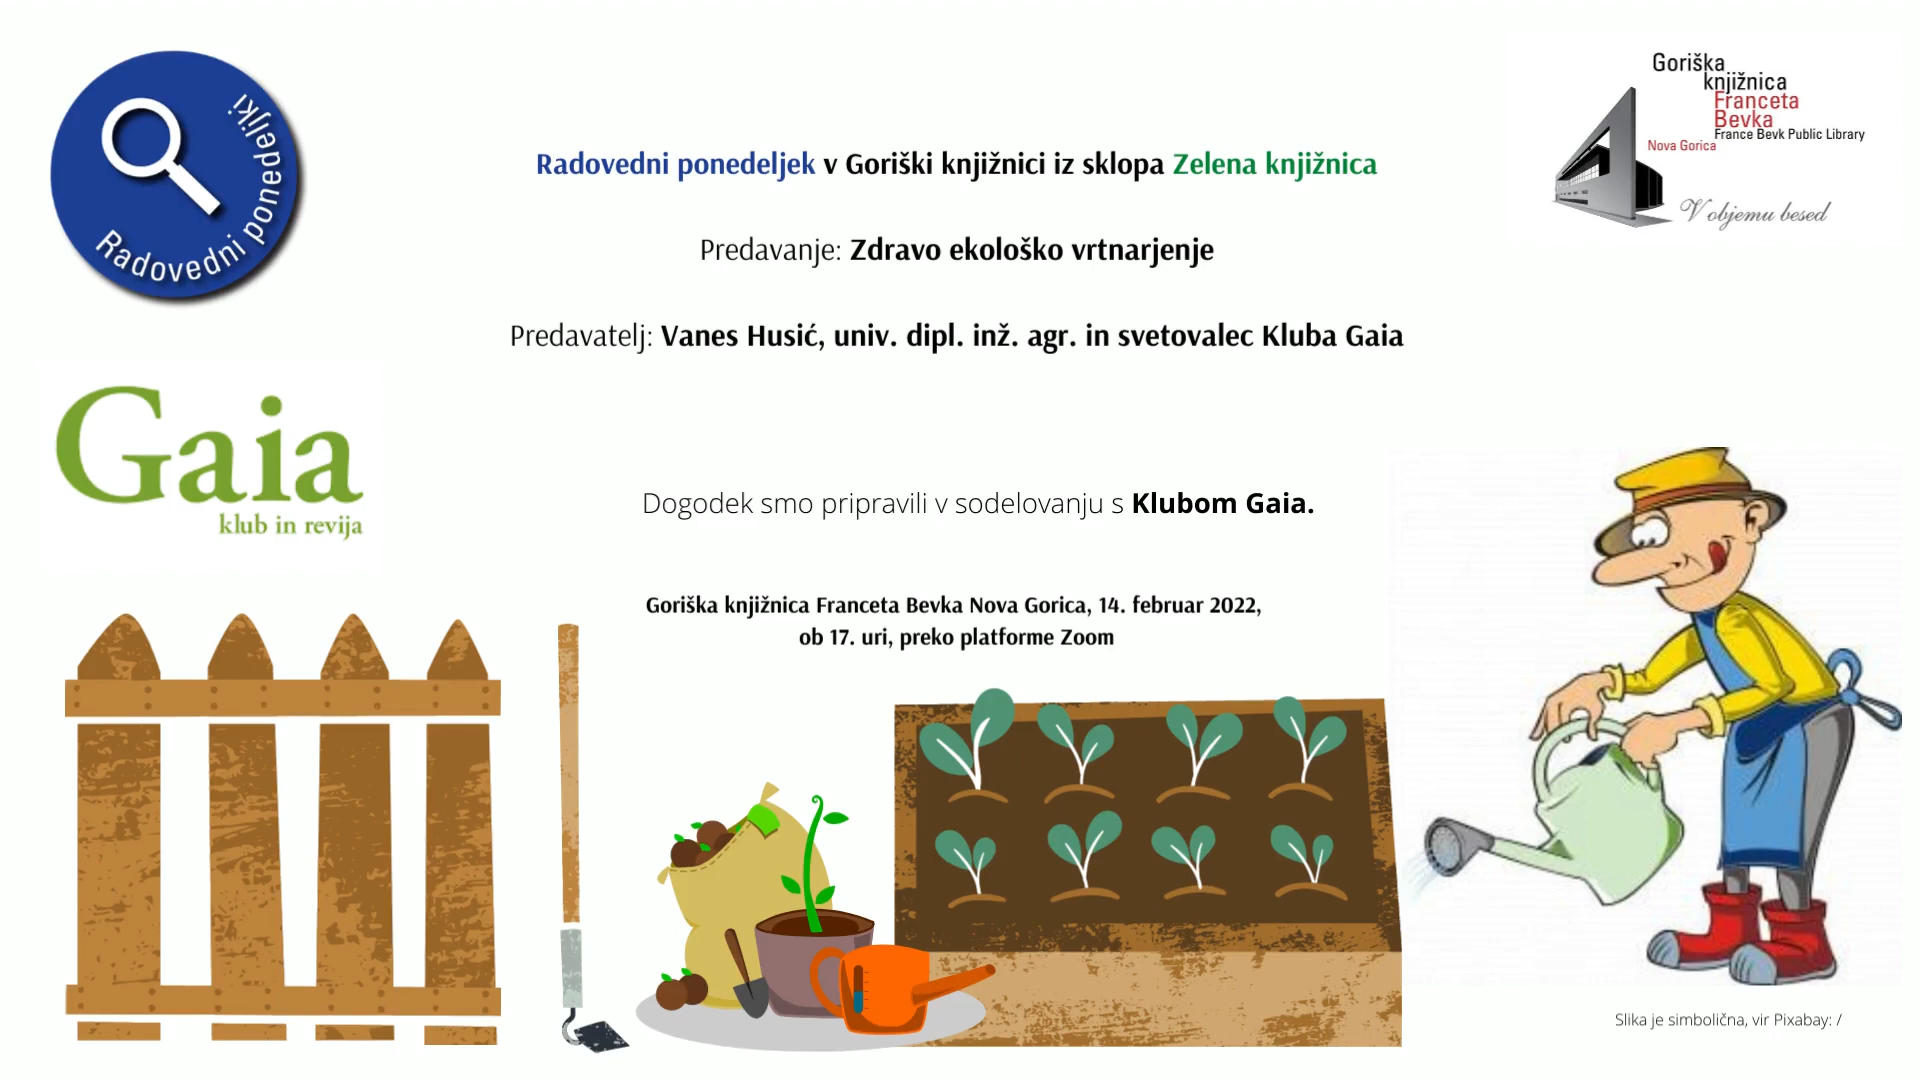 Radovedni ponedeljki
Goriška
knjižnica
Franceta
Bevka
France Bevk Public Library
Nova Gorica
V objemu besed
Radovedni ponedeljek v Goriški knjižnici iz sklopa Zelena knjižnica
Predavanje: Zdravo ekološko vrtnarjenje
Predavatelj: Vanes Husić, univ. dipl. inž. agr. in svetovalec Kluba Gaia
Gaia
klub in revija
Dogodek smo pripravili v sodelovanju s Klubom Gaia.
Goriška knjižnica Franceta Bevka Nova Gorica, 14. februar 2022,
ob 17. uri, preko platforme Zoom
Slika je simbolična, vir Pixabay: /